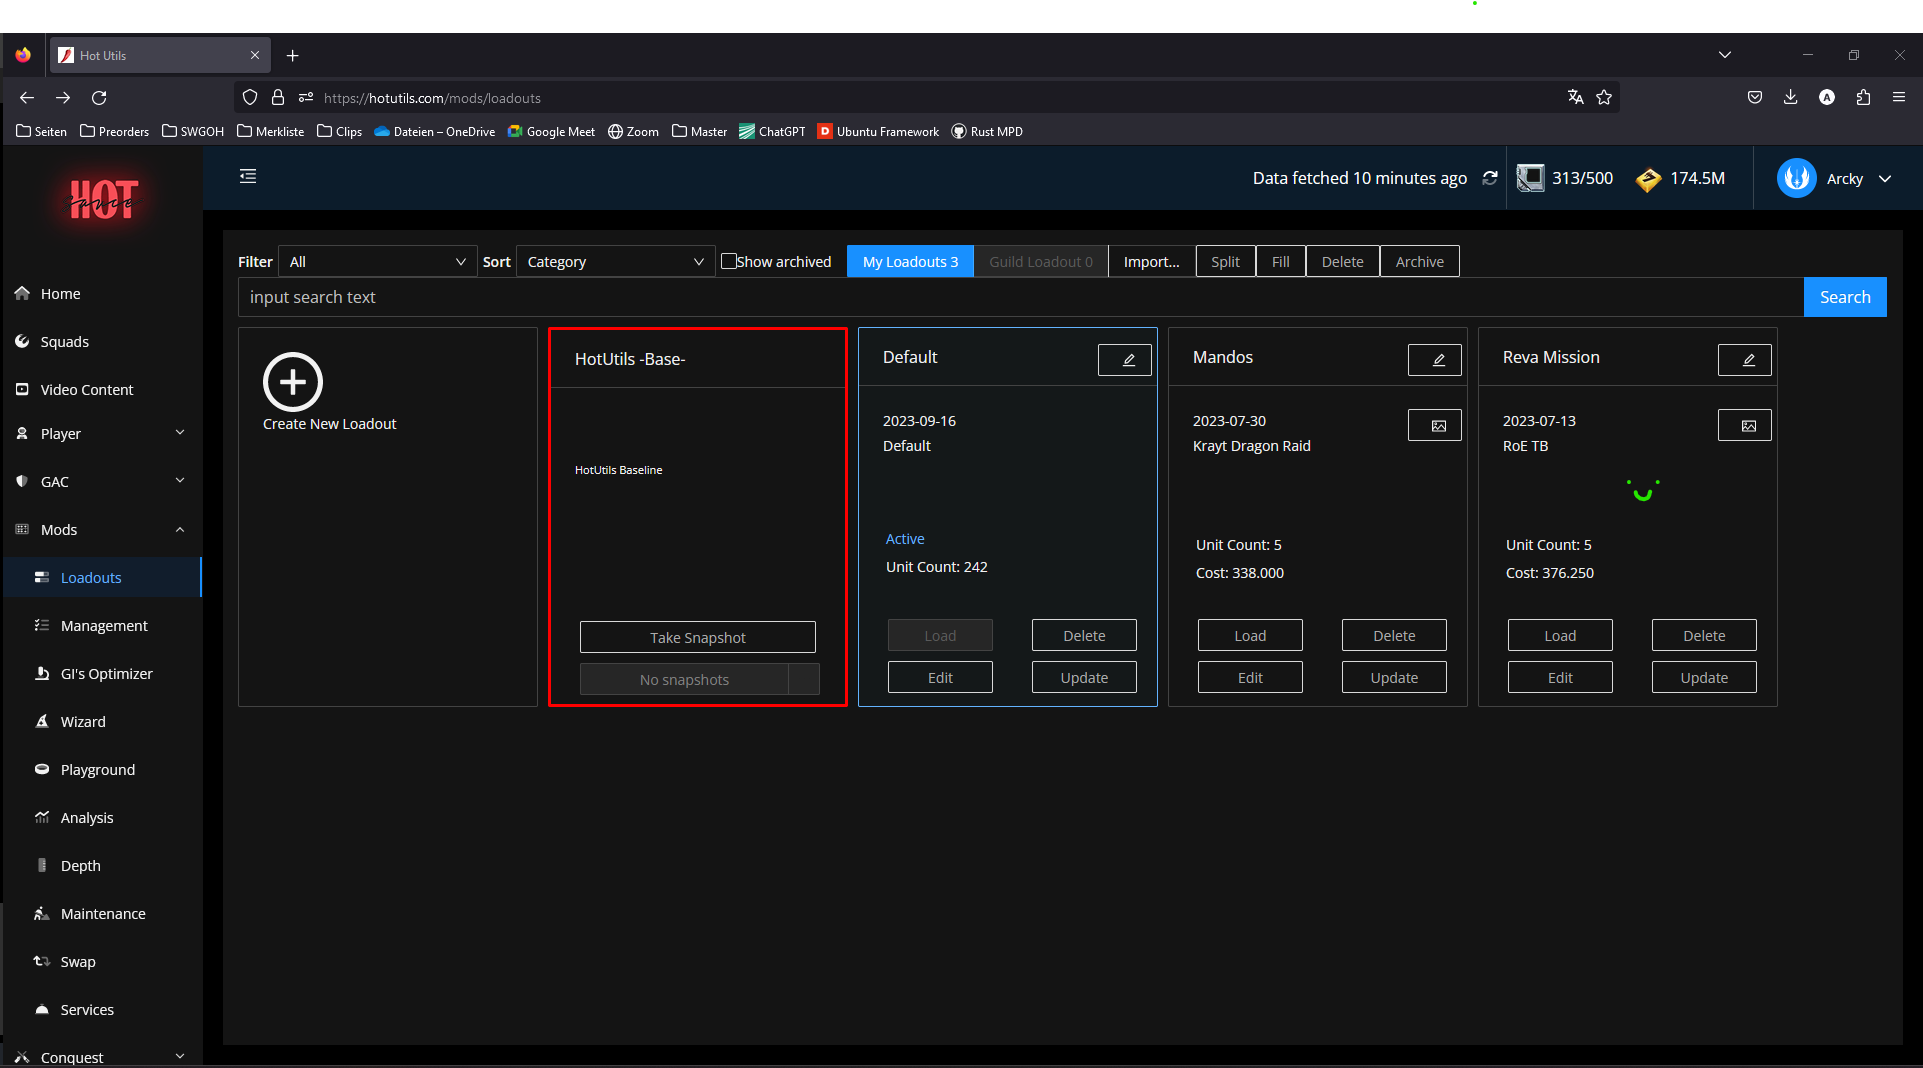 Hot Utils
https://hotutils.com/mods/loadouts
Seiten Preorders SWGOH Merkliste Clips Dateien – OneDrive Google Meet Zoom Master ChatGPT Ubuntu Framework Rust MPD
HOT
Data fetched 10 minutes ago 313/500 174.5M Arcky
Filter All Sort Category Show archived My Loadouts 3 Guild Loadout 0 Import... Split Fill Delete Archive
input search text Search
Home
Squads
Video Content
Player
GAC
Mods
Loadouts
Management
GI's Optimizer
Wizard
Playground
Analysis
Depth
Maintenance
Swap
Services
Conquest
Create New Loadout
HotUtils -Base-
HotUtils Baseline
Take Snapshot
No snapshots
Default
2023-09-16
Default
Active
Unit Count: 242
Load Delete
Edit Update
Mandos
2023-07-30
Krayt Dragon Raid
Unit Count: 5
Cost: 338.000
Load Delete
Edit Update
Reva Mission
2023-07-13
RoE TB
Unit Count: 5
Cost: 376.250
Load Delete
Edit Update